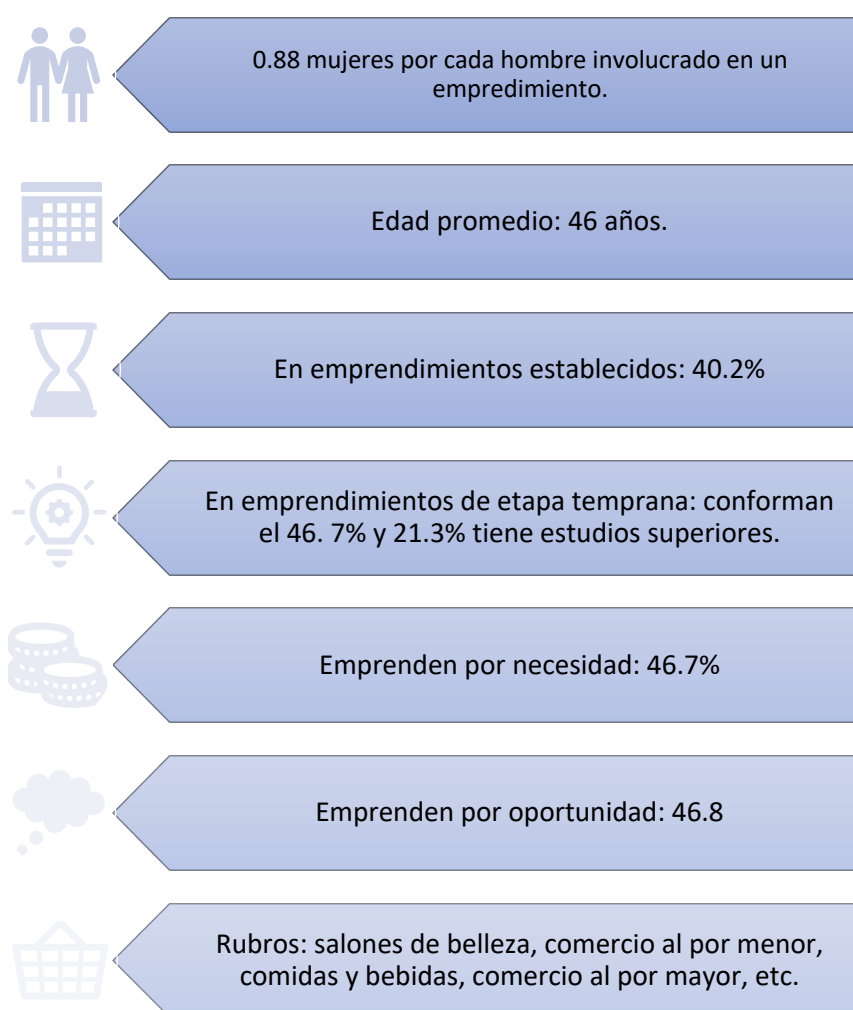 0.88 mujeres por cada hombre involucrado en un
empredimiento.
Edad promedio: 46 años.
En emprendimientos establecidos: 40.2%
En emprendimientos de etapa temprana: conforman
el 46. 7% y 21.3% tiene estudios superiores.
Emprenden por necesidad: 46.7%
Emprenden por oportunidad: 46.8
Rubros: salones de belleza, comercio al por menor,
comidas y bebidas, comercio al por mayor, etc.